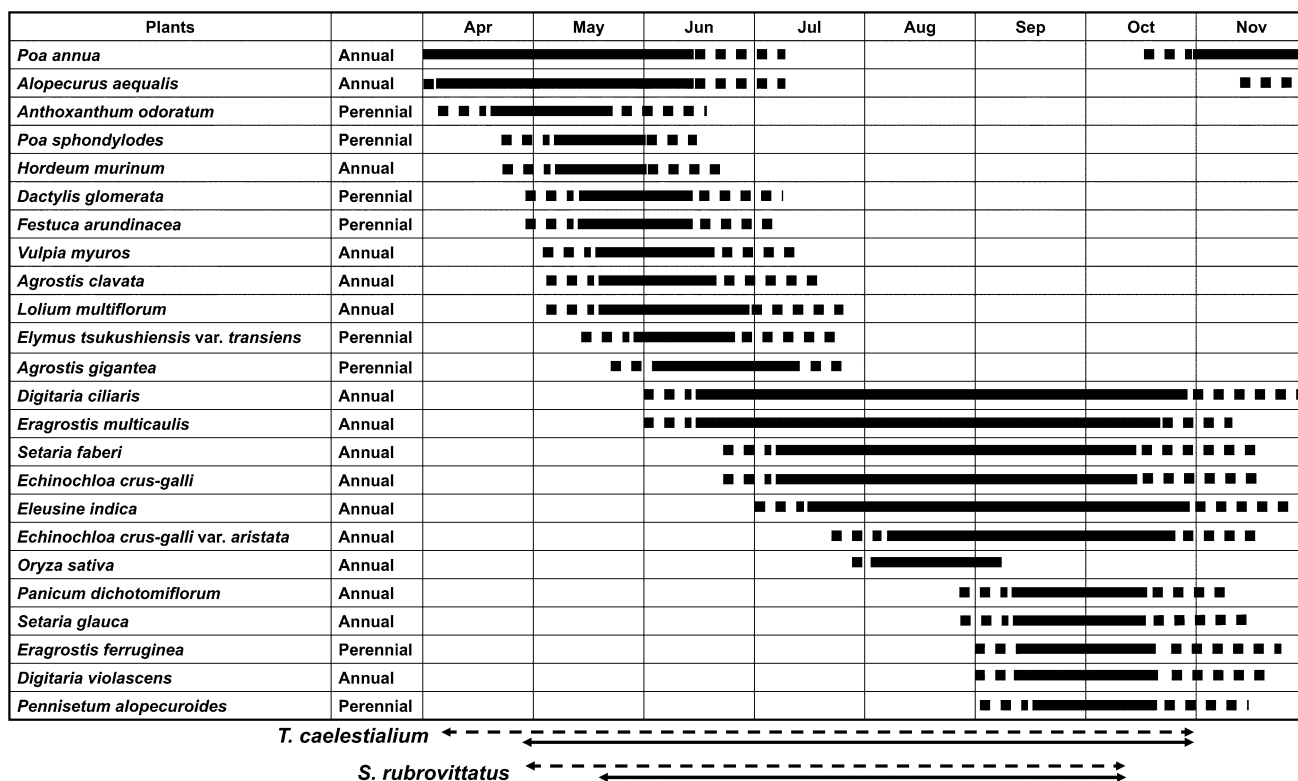 Plants Apr May Jun Jul Aug Sep Oct Nov
Poa annua Annual
Alopecurus aequalis Annual
Anthoxanthum odoratum Perennial
Poa sphondylodes Perennial
Hordeum murinum Annual
Dactylis glomerata Perennial
Festuca arundinacea Perennial
Vulpia myuros Annual
Agrostis clavata Annual
Lolium multiflorum Annual
Elymus tsukushiensis var. transiens Perennial
Agrostis gigantea Perennial
Digitaria ciliaris Annual
Eragrostis multicaulis Annual
Setaria faberi Annual
Echinochloa crus-galli Annual
Eleusine indica Annual
Echinochloa crus-galli var. aristata Annual
Oryza sativa Annual
Panicum dichotomiflorum Annual
Setaria glauca Annual
Eragrostis ferruginea Perennial
Digitaria violascens Annual
Pennisetum alopecuroides Perennial
T. caelestialium
S. rubrovittatus